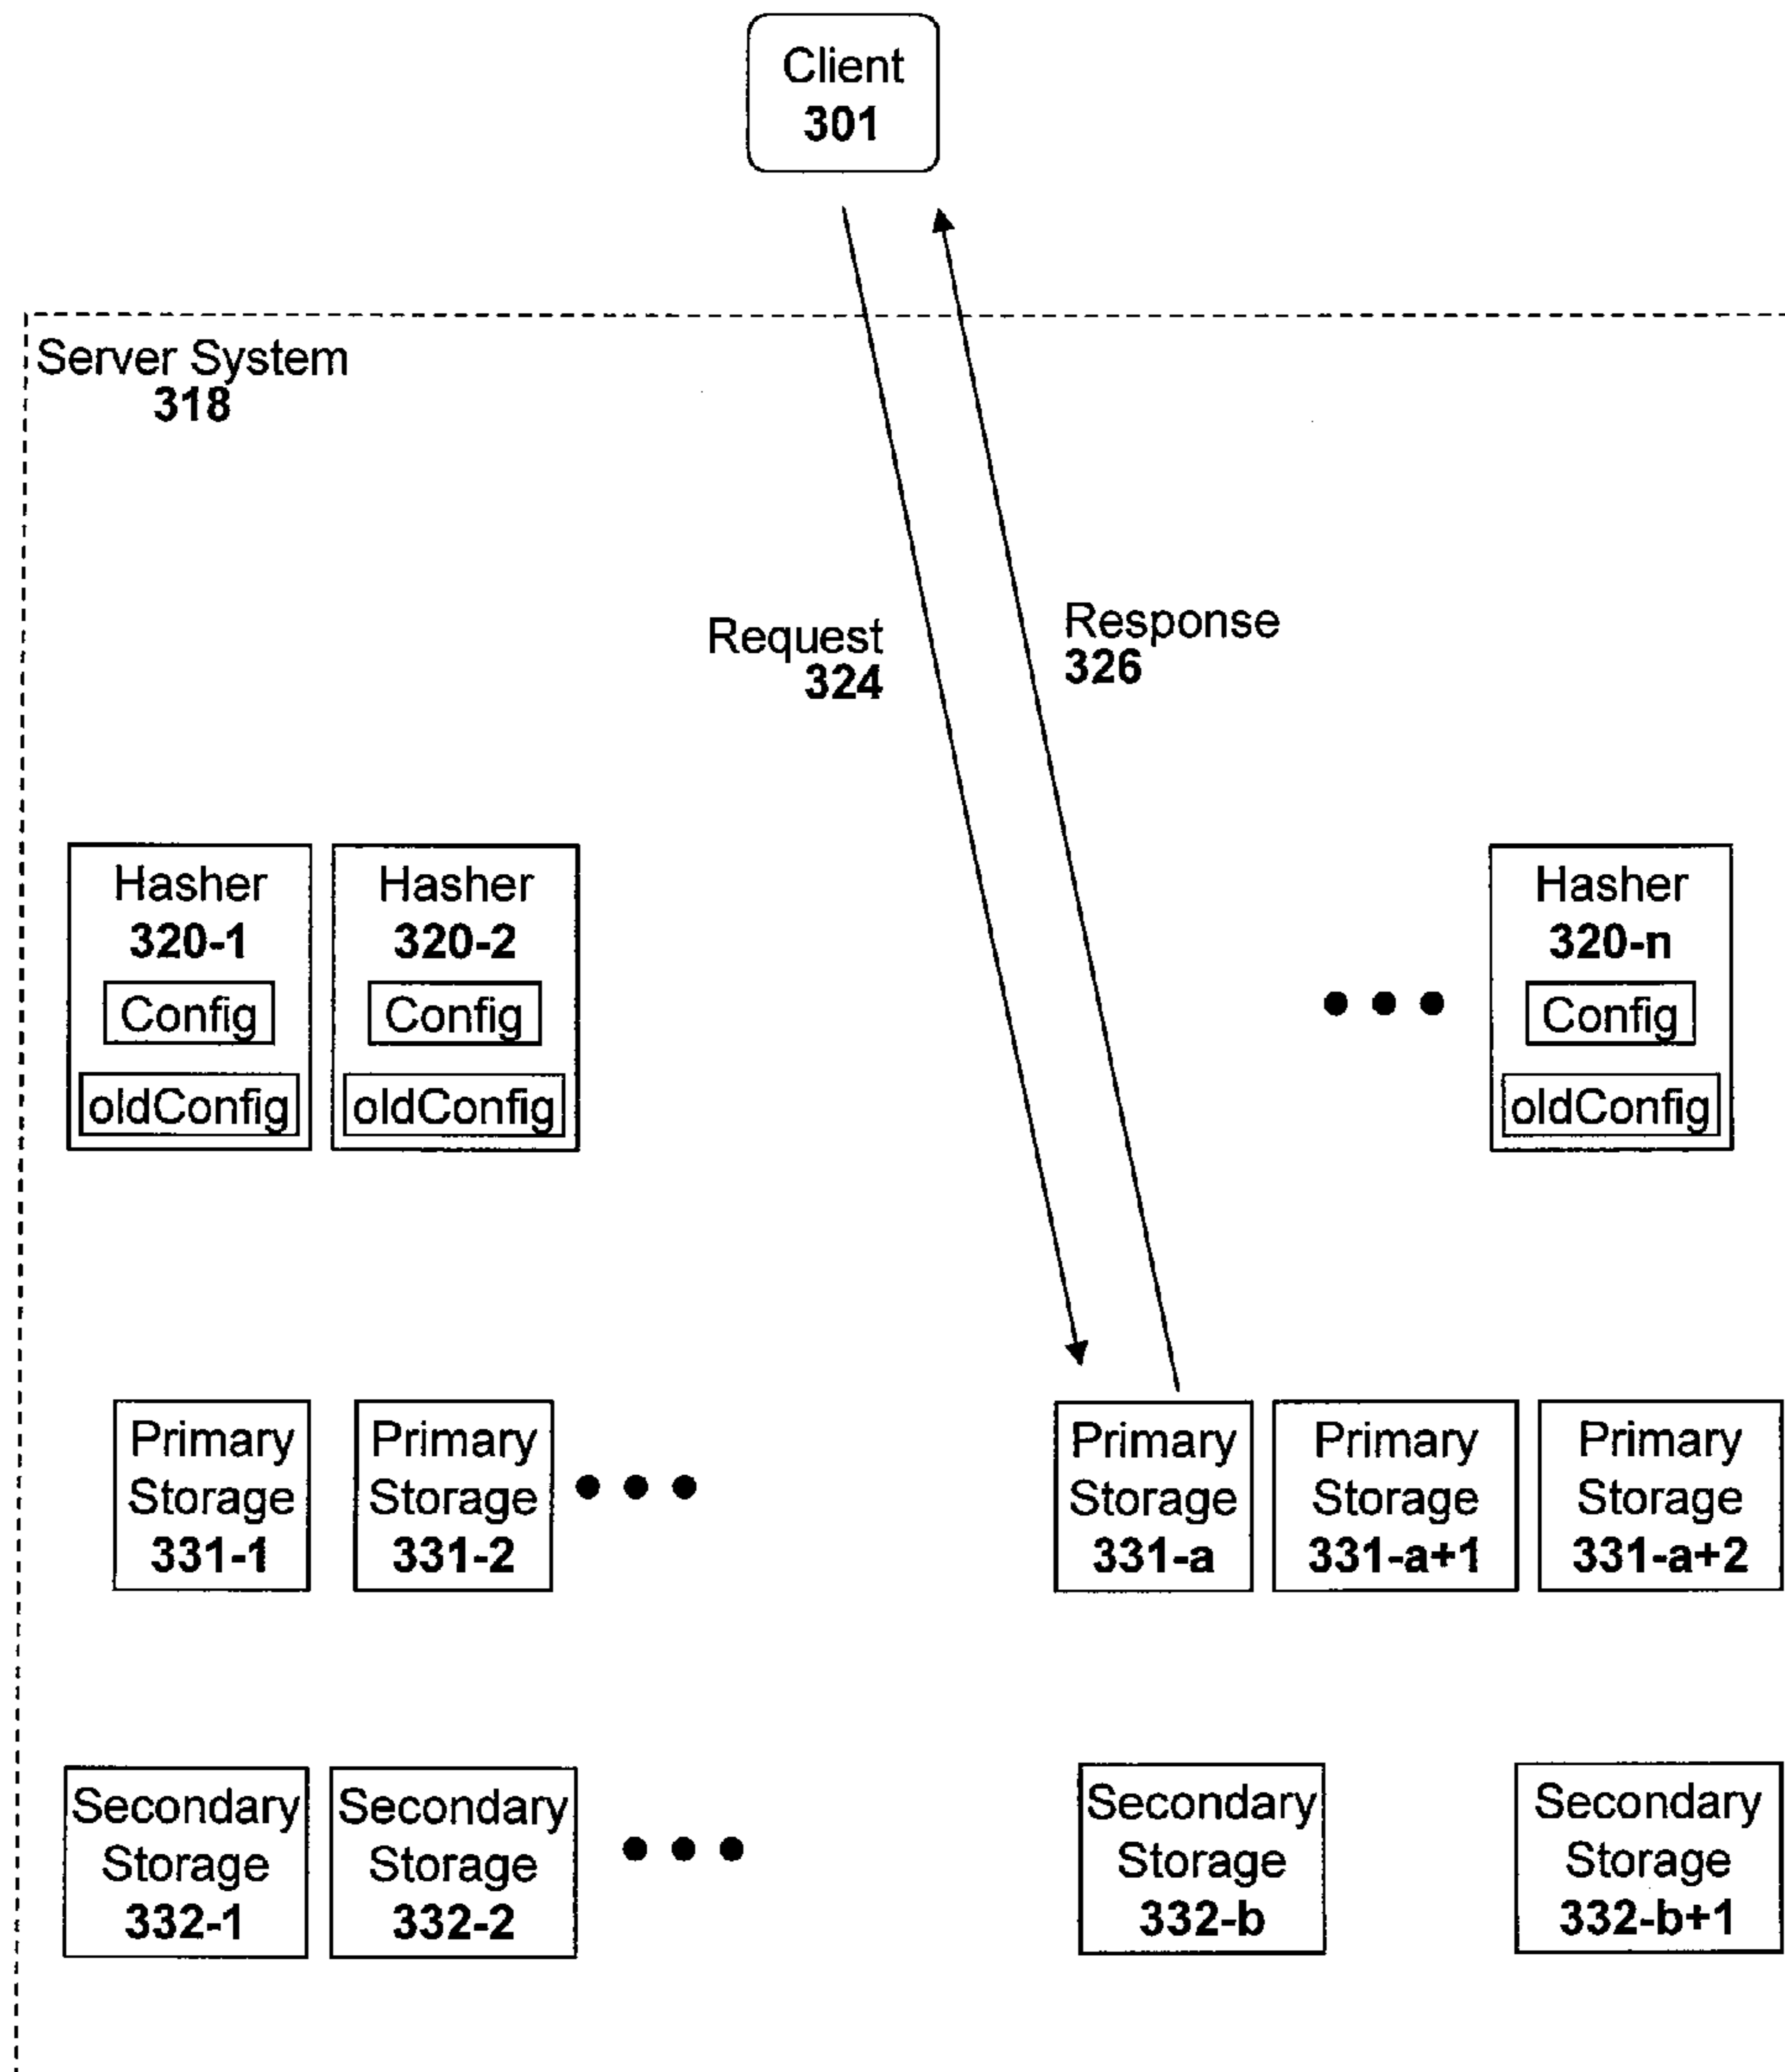 Client
301
Server System
318
Request
324
Response
326
Hasher
320-1
Config
oldConfig
Hasher
320-2
Config
oldConfig
Hasher
320-n
Config
oldConfig
Primary
Storage
331-1
Primary
Storage
331-2
Primary
Storage
331-a
Primary
Storage
331-a+1
Primary
Storage
331-a+2
Secondary
Storage
332-1
Secondary
Storage
332-2
Secondary
Storage
332-b
Secondary
Storage
332-b+1